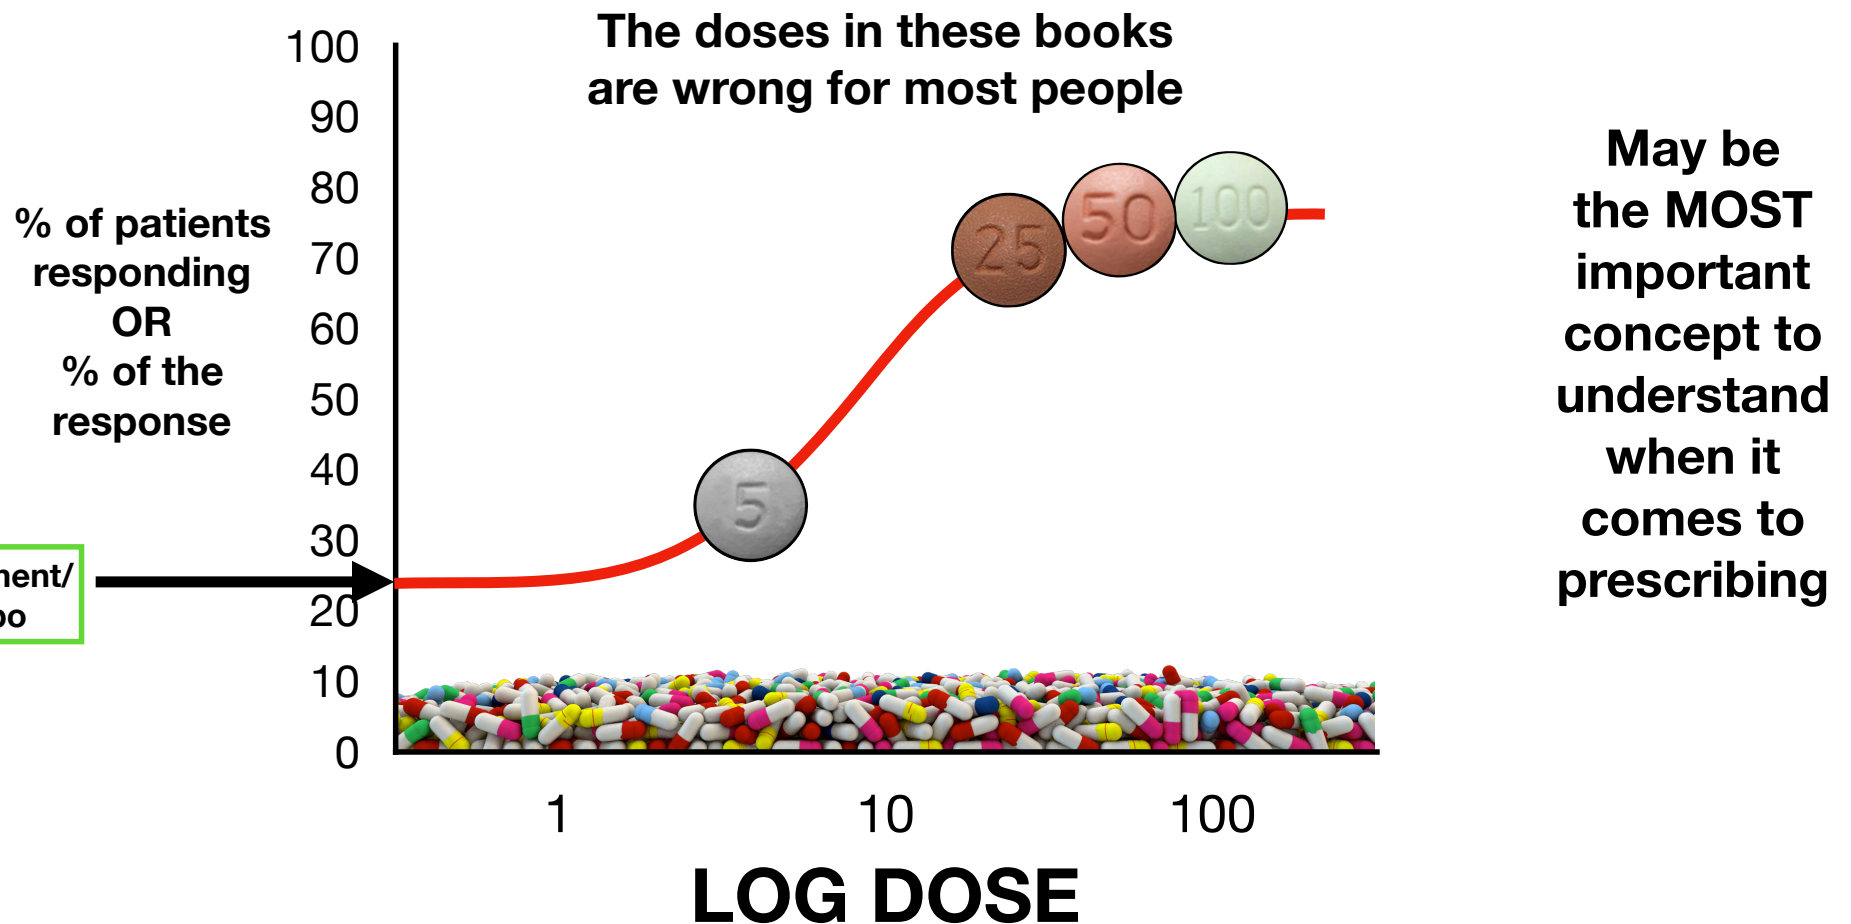 The doses in these books
are wrong for most people
100
90
80
70
60
50
40
30
20
10
0
% of patients
responding
OR
% of the
response
5
25
50
100
1
10
100
LOG DOSE
May be
the MOST
important
concept to
understand
when it
comes to
prescribing